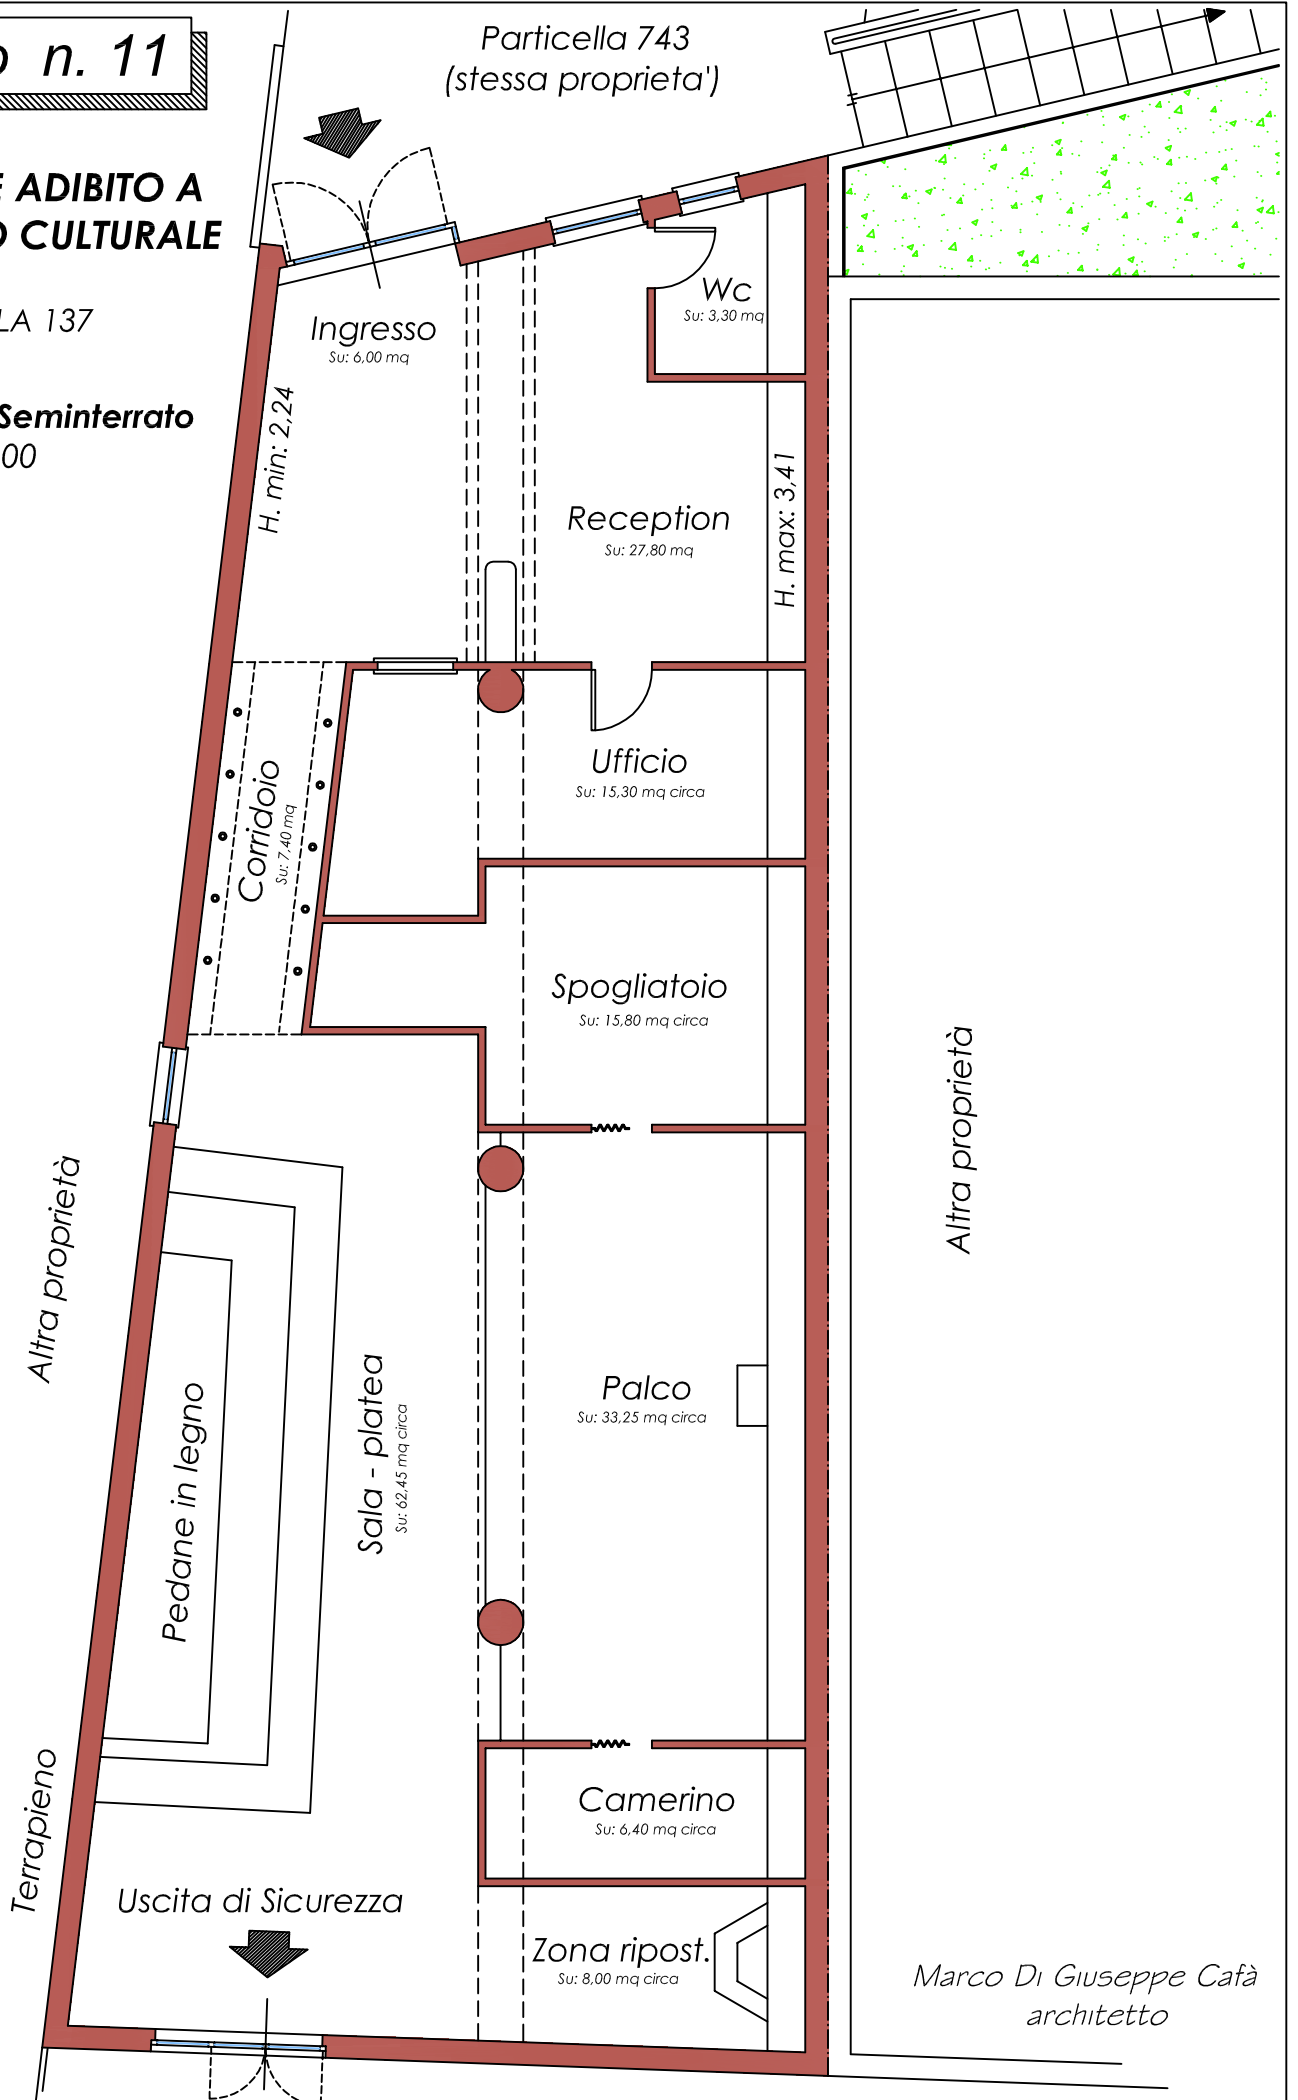 n. 11
Particella 743
(stessa proprieta')
E ADIBITO A
O CULTURALE
LA 137
Seminterrato
00
Wc
Su: 3,30 mq
Ingresso
Su: 6,00 mq
H. min: 2,24
H. max: 3,41
Reception
Su: 27,80 mq
Ufficio
Su: 15,30 mq circa
Corridoio
Su: 7,40 mq
Spogliatoio
Su: 15,80 mq circa
Altra proprietà
Altra proprietà
Palco
Su: 33,25 mq circa
Sala - platea
Su: 62,45 mq circa
Pedane in legno
Camerino
Su: 6,40 mq circa
Terrapieno
Uscita di Sicurezza
Zona ripost.
Su: 8,00 mq circa
Marco Di Giuseppe Cafà
architetto